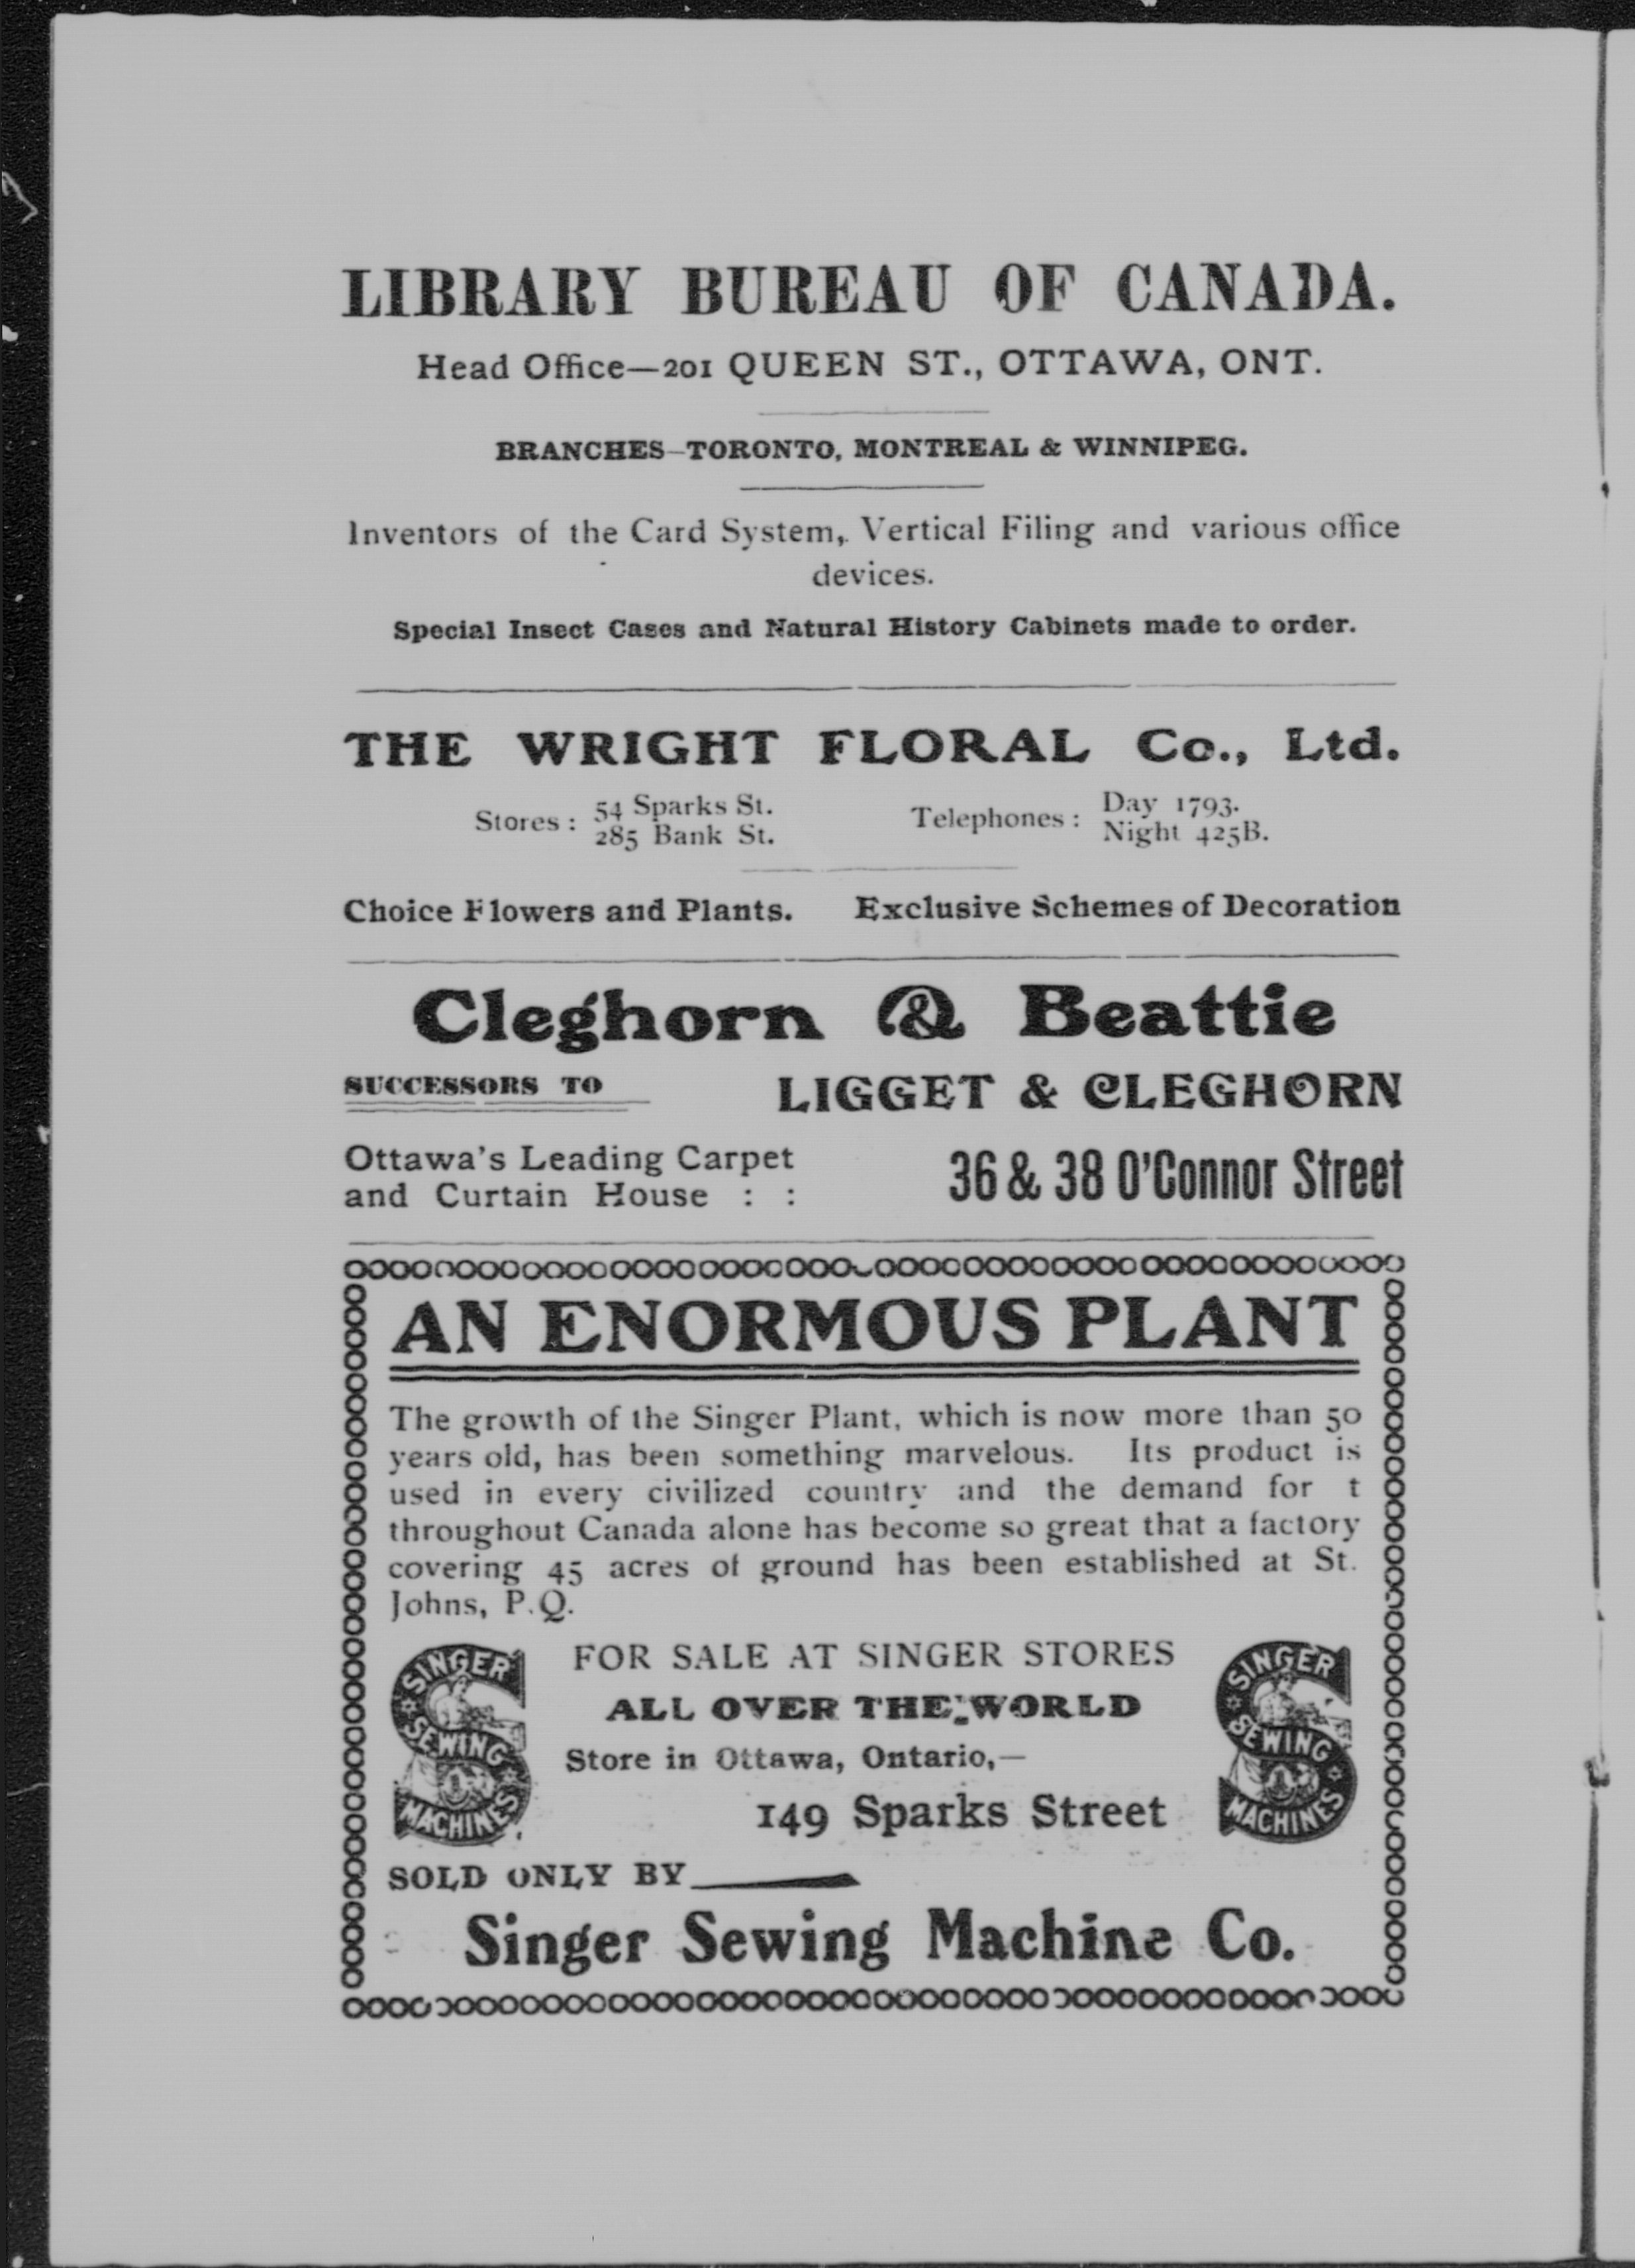 LIBRARY BUREAU OF CANADA.
Head Office—201 QUEEN ST., OTTAWA, ONT.
BRANCHES—TORONTO, MONTREAL & WINNIPEG.
Inventors of the Card System, Vertical Filing and various office
devices.
Special Insect Cases and Natural History Cabinets made to order.
THE WRIGHT FLORAL Co., Ltd.
Stores: 54 Sparks St.
285 Bank St.
Telephones: Day 1793.
Night 425B.
Choice Flowers and Plants. Exclusive Schemes of Decoration
Cleghorn & Beattie
SUCCESSORS TO LIGGET & CLEGHORN
Ottawa's Leading Carpet
and Curtain House : :
36 & 38 O'Connor Street
AN ENORMOUS PLANT
The growth of the Singer Plant, which is now more than 50
years old, has been something marvelous. Its product is
used in every civilized country and the demand for t
throughout Canada alone has become so great that a factory
covering 45 acres of ground has been established at St.
Johns, P.Q.
SINGER
SEWING
MACHINES
FOR SALE AT SINGER STORES
ALL OVER THE WORLD
Store in Ottawa, Ontario,—
149 Sparks Street
SINGER
SEWING
MACHINES
SOLD ONLY BY
Singer Sewing Machine Co.